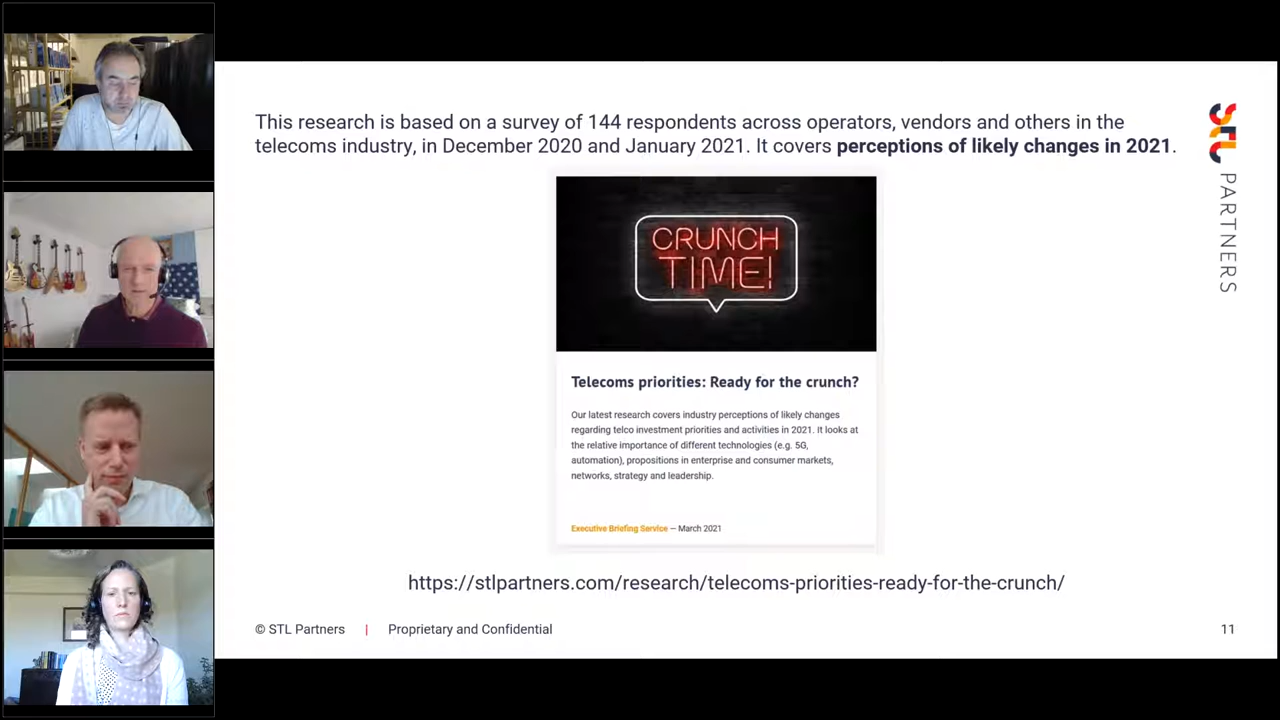 This research is based on a survey of 144 respondents across operators, vendors and others in the
telecoms industry, in December 2020 and January 2021. It covers perceptions of likely changes in 2021.
STL PARTNERS
CRUNCH
TIME!
Telecoms priorities: Ready for the crunch?
Our latest research covers industry perceptions of likely changes
regarding telco investment priorities and activities in 2021. It looks at
the relative importance of different technologies (e.g. 5G,
automation), propositions in enterprise and consumer markets,
networks, strategy and leadership.
Executive Briefing Service — March 2021
https://stlpartners.com/research/telecoms-priorities-ready-for-the-crunch/
© STL Partners | Proprietary and Confidential
11